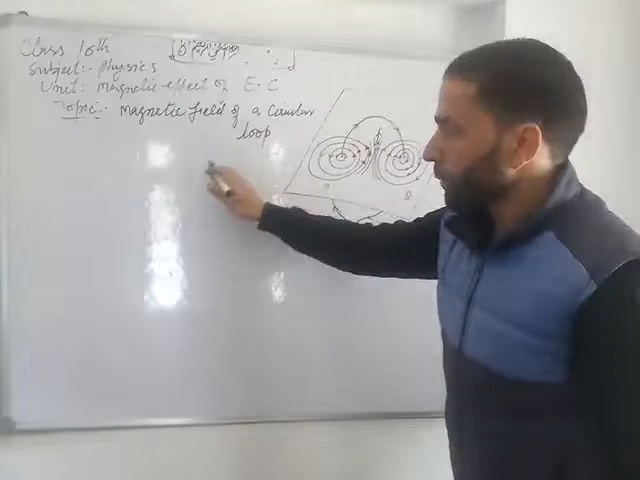 Class 10th
Subject:- Physics
Unit: Magnetic effect of E.C
Topic:- Magnetic field of a Circular
loop